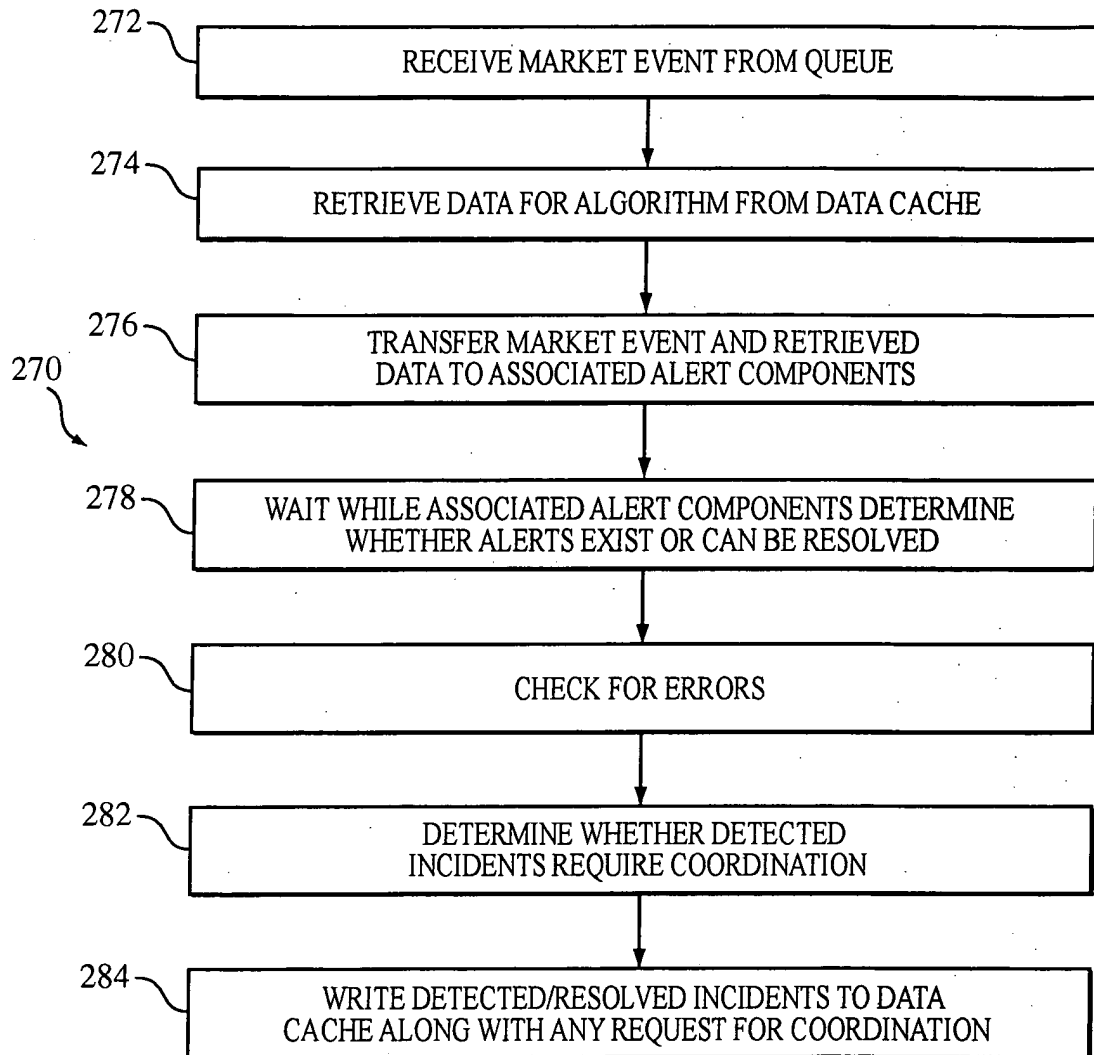 272
RECEIVE MARKET EVENT FROM QUEUE
274
RETRIEVE DATA FOR ALGORITHM FROM DATA CACHE
276
TRANSFER MARKET EVENT AND RETRIEVED
DATA TO ASSOCIATED ALERT COMPONENTS
270
278
WAIT WHILE ASSOCIATED ALERT COMPONENTS DETERMINE
WHETHER ALERTS EXIST OR CAN BE RESOLVED
280
CHECK FOR ERRORS
282
DETERMINE WHETHER DETECTED
INCIDENTS REQUIRE COORDINATION
284
WRITE DETECTED/RESOLVED INCIDENTS TO DATA
CACHE ALONG WITH ANY REQUEST FOR COORDINATION